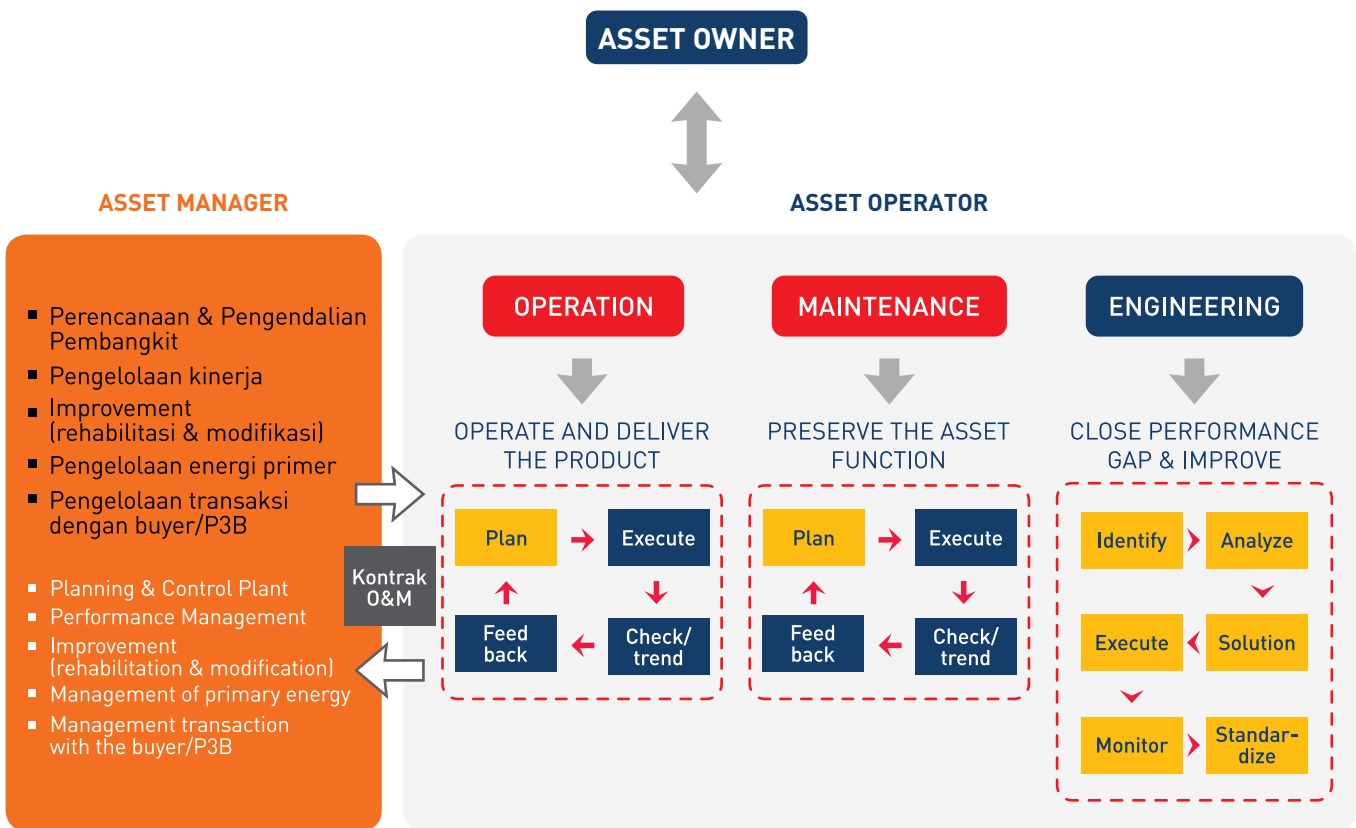 ASSET OWNER
ASSET MANAGER
Perencanaan & Pengendalian
Pembangkit
Pengelolaan kinerja
Improvement
(rehabilitasi & modifikasi)
Pengelolaan energi primer
Pengelolaan transaksi
dengan buyer/P3B
Planning & Control Plant
Performance Management
Improvement
(rehabilitation & modification)
Management of primary energy
Management transaction
with the buyer/P3B
Kontrak
O&M
ASSET OPERATOR
OPERATION
OPERATE AND DELIVER
THE PRODUCT
Plan
Execute
Feed
back
Check/
trend
MAINTENANCE
PRESERVE THE ASSET
FUNCTION
Plan
Execute
Feed
back
Check/
trend
ENGINEERING
CLOSE PERFORMANCE
GAP & IMPROVE
Identify
Analyze
Execute
Solution
Monitor
Standar-
dize